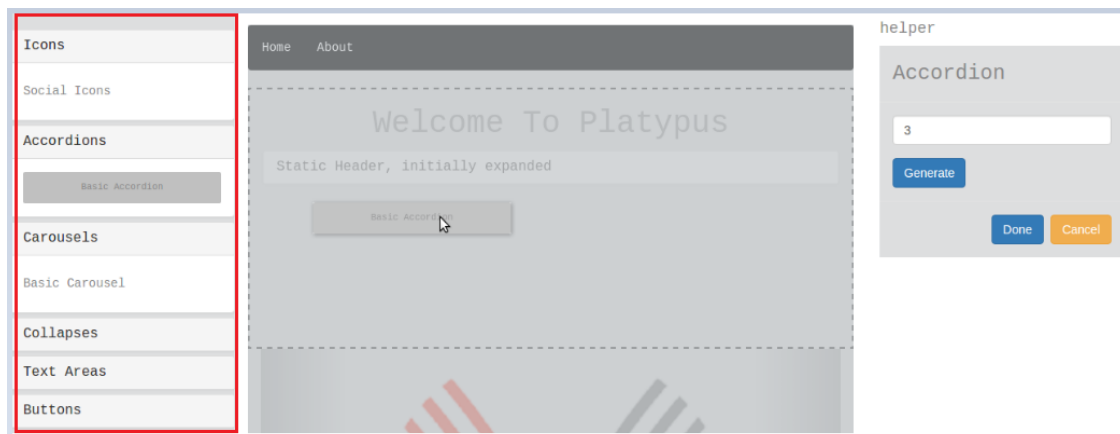 Icons
Social Icons
Accordions
Basic Accordion
Carousels
Basic Carousel
Collapses
Text Areas
Buttons
Home About
Welcome To Platypus
Static Header, initially expanded
Basic Accordion
helper
Accordion
3
Generate
Done Cancel